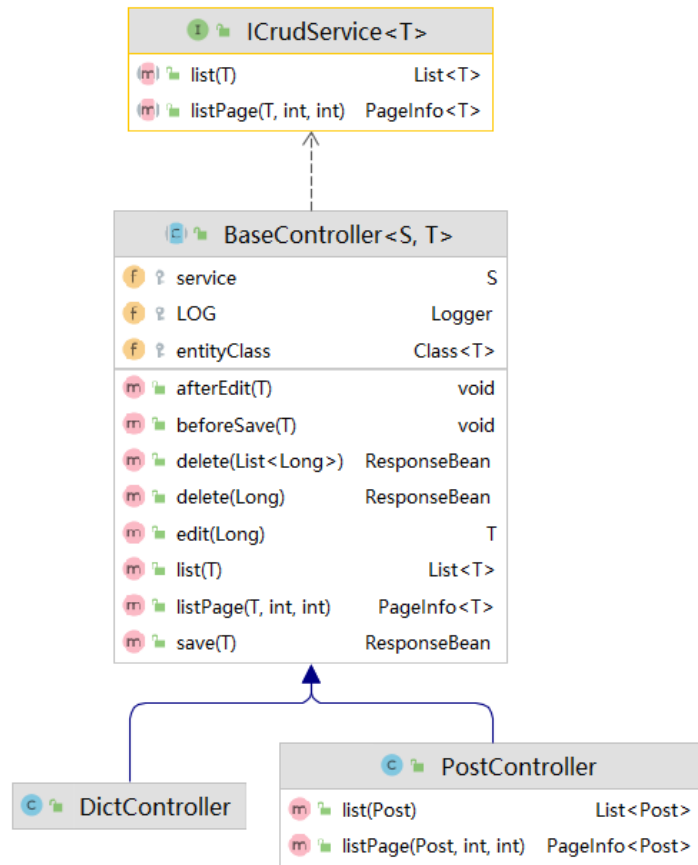 I ICrudService<T>
m list(T) List<T>
m listPage(T, int, int) PageInfo<T>
C BaseController<S, T>
f service S
f LOG Logger
f entityClass Class<T>
m afterEdit(T) void
m beforeSave(T) void
m delete(List<Long>) ResponseBean
m delete(Long) ResponseBean
m edit(Long) T
m list(T) List<T>
m listPage(T, int, int) PageInfo<T>
m save(T) ResponseBean
C DictController
C PostController
m list(Post) List<Post>
m listPage(Post, int, int) PageInfo<Post>